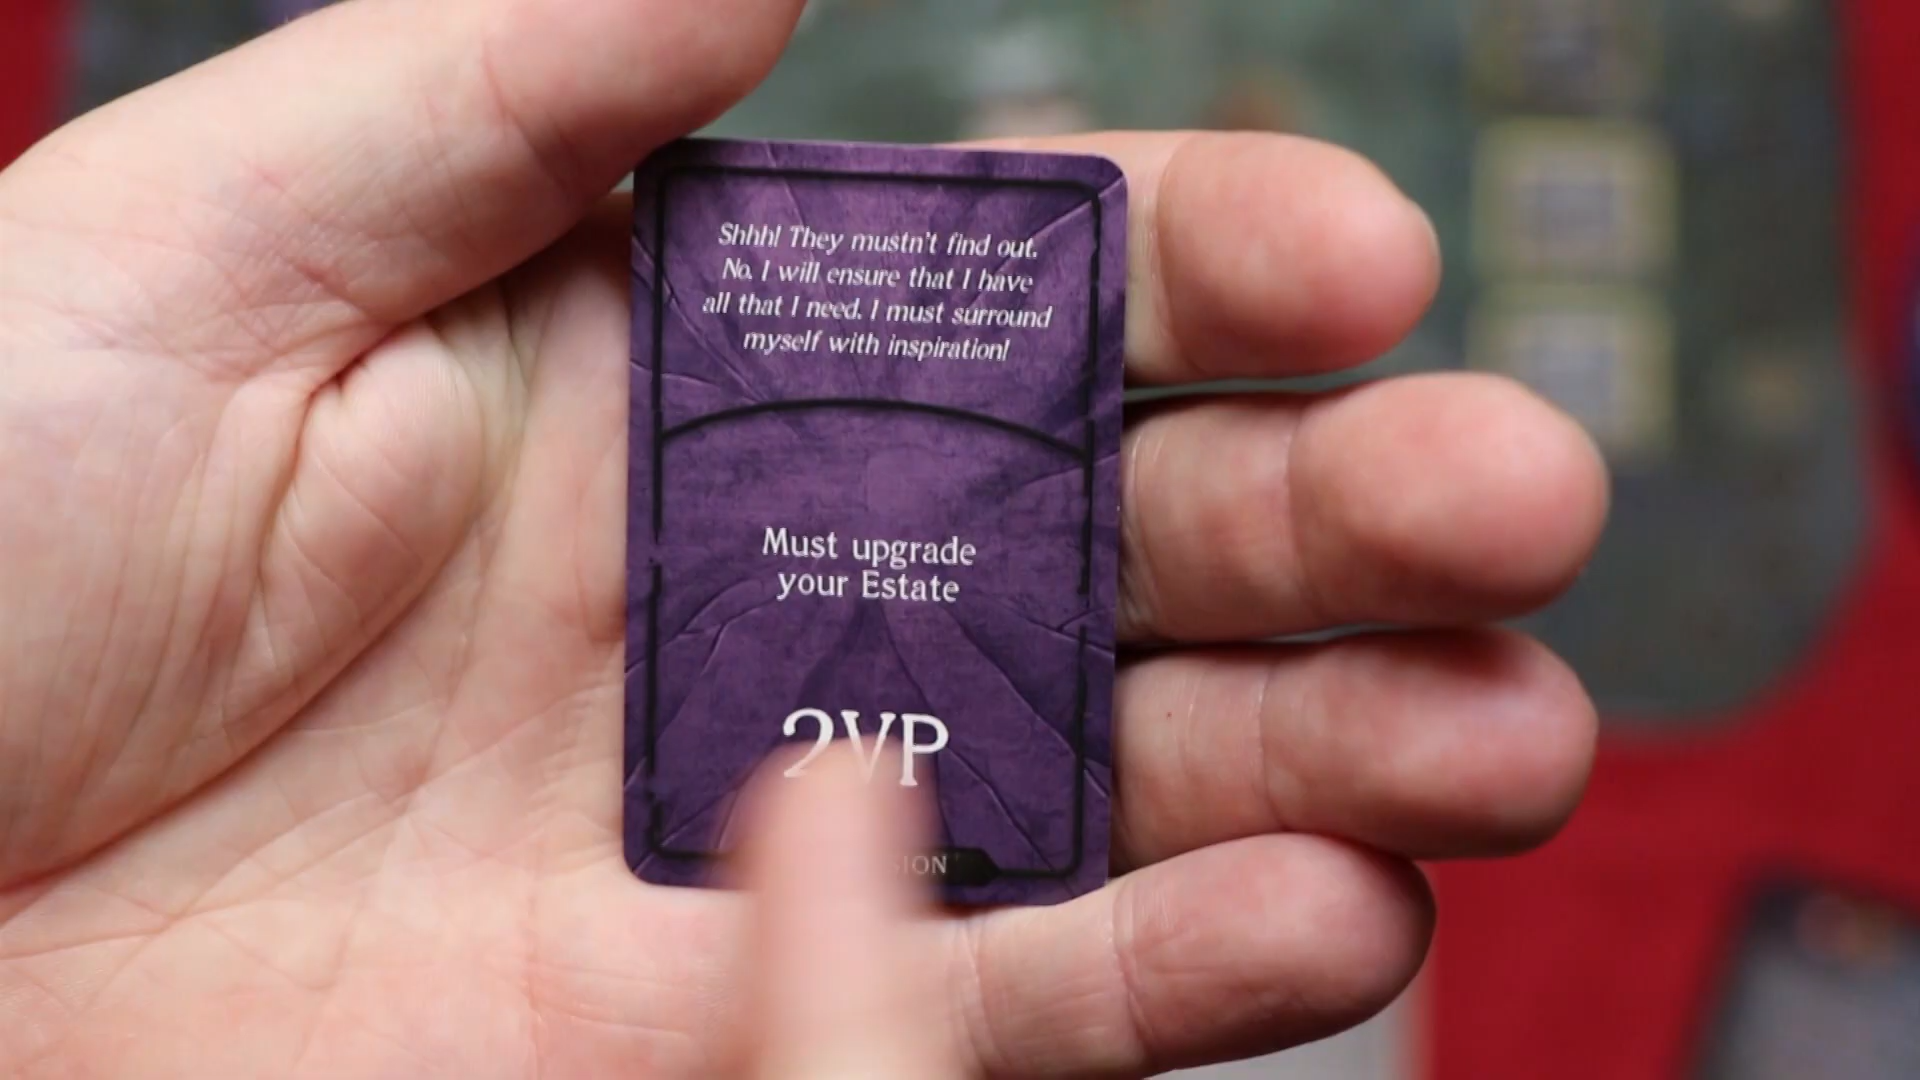 Shhh! They mustn't find out.
No. I will ensure that I have
all that I need. I must surround
myself with inspiration!
Must upgrade
your Estate
2VP